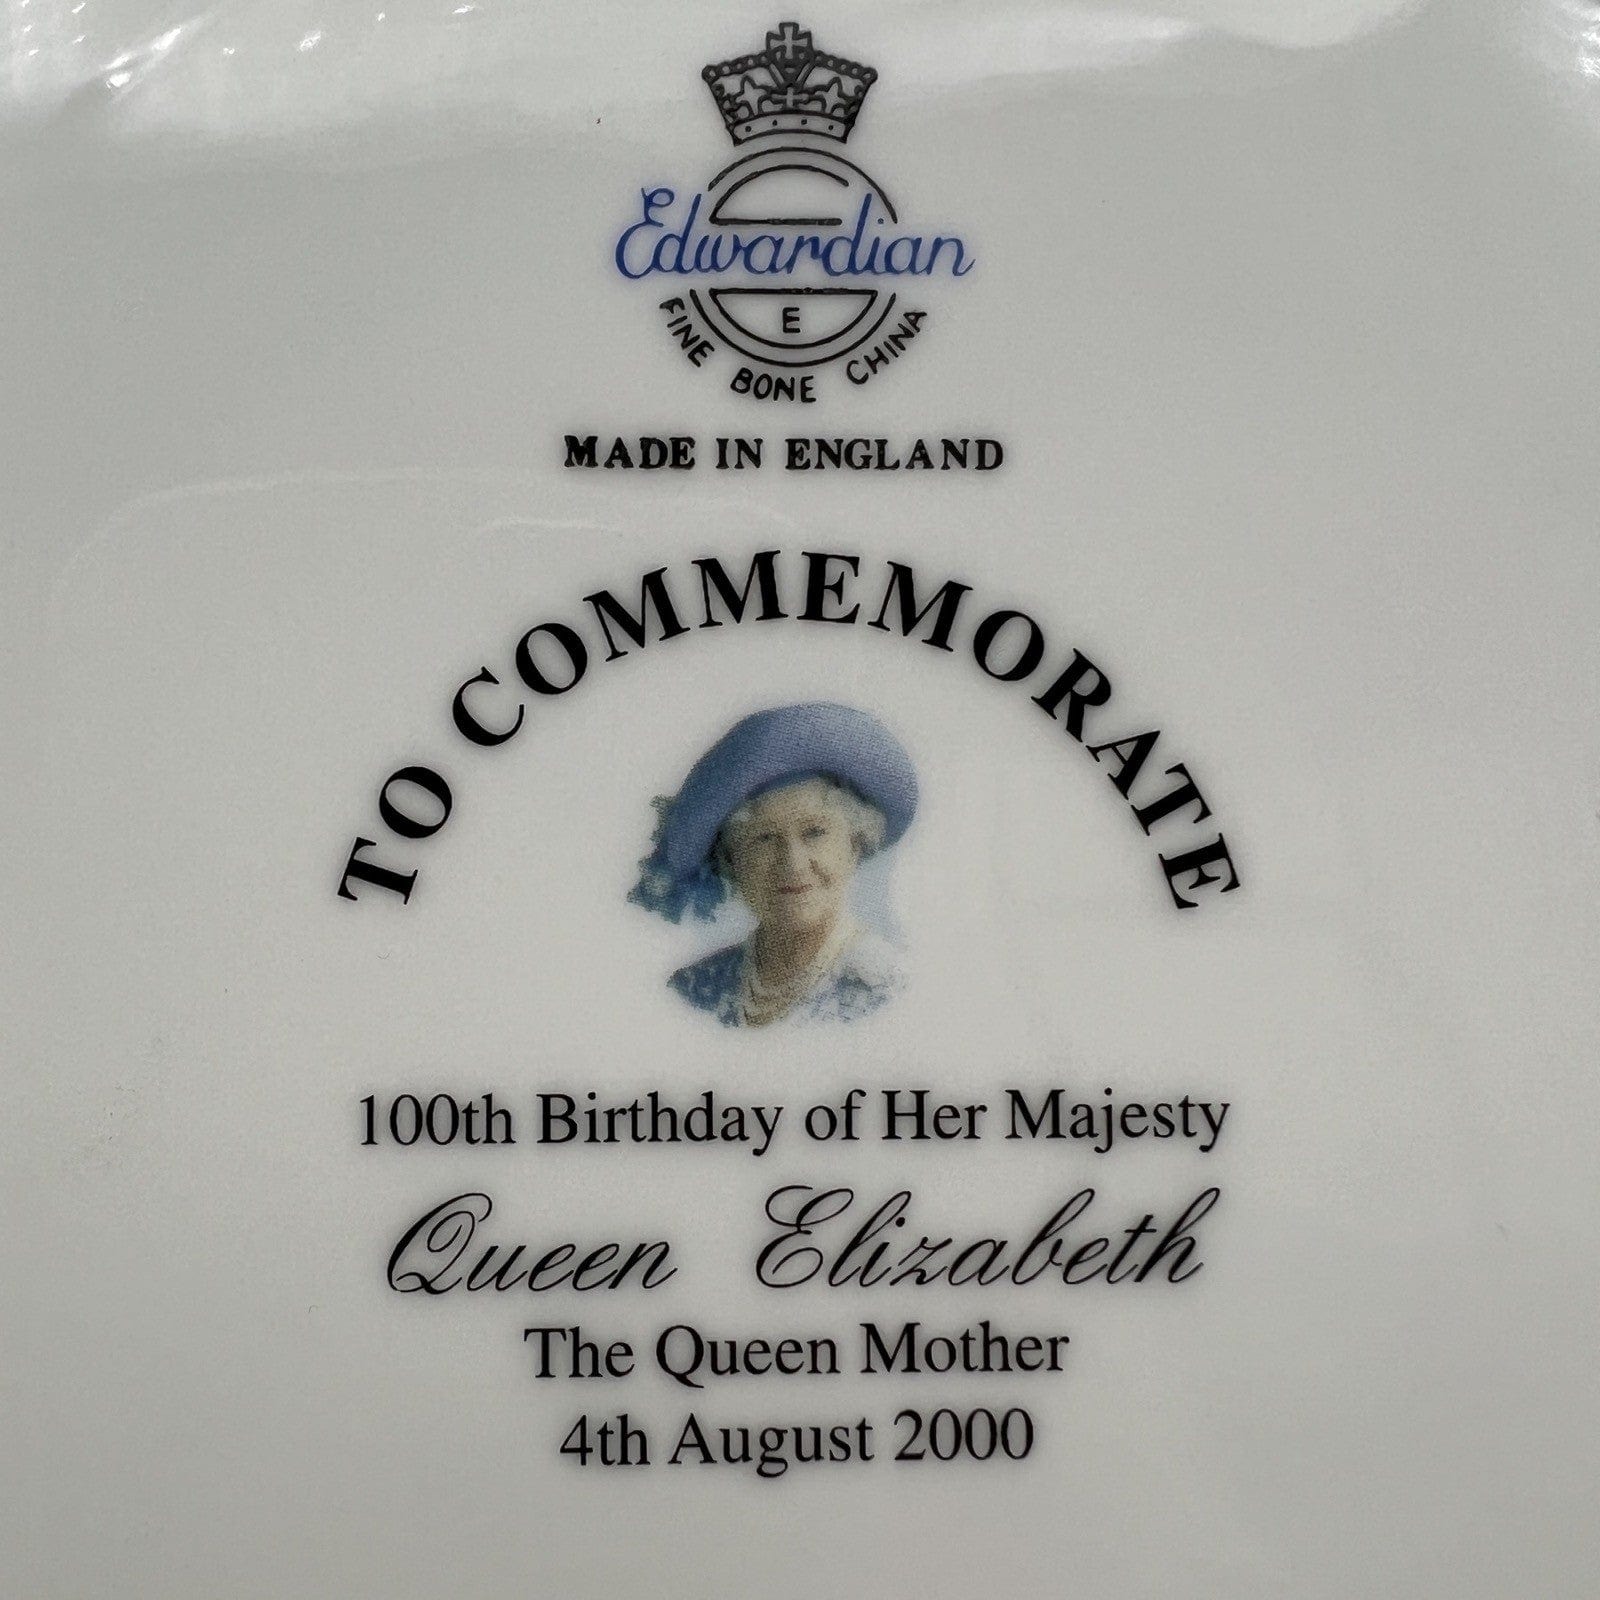 Edwardian
E
FINE BONE CHINA
MADE IN ENGLAND
TO COMMEMORATE
100th Birthday of Her Majesty
Queen Elizabeth
The Queen Mother
4th August 2000